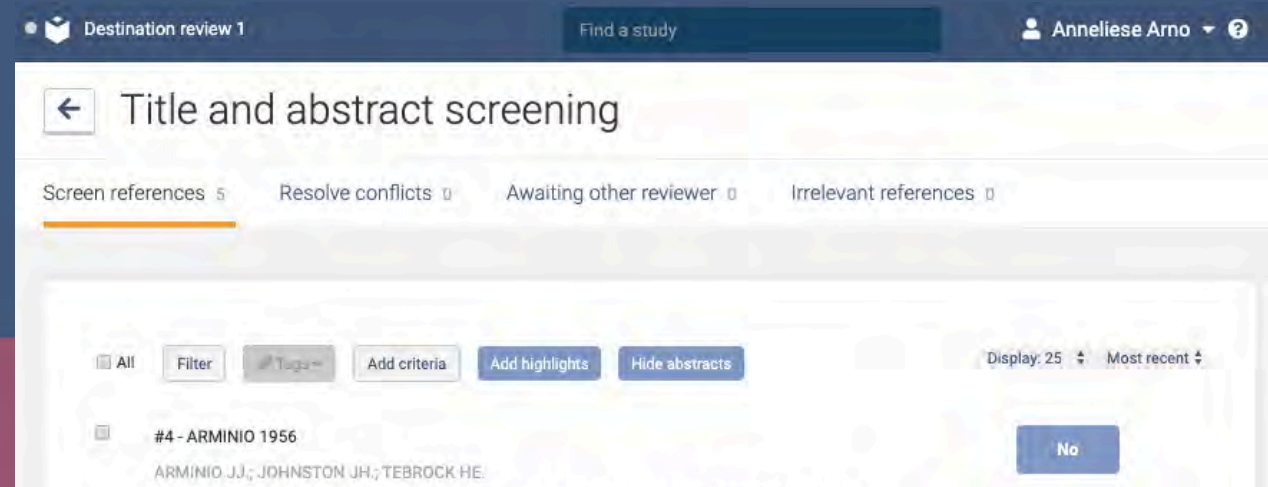 Destination review 1 Find a study Anneliese Arno ?
Title and abstract screening
Screen references 5 Resolve conflicts 0 Awaiting other reviewer 0 Irrelevant references 0
All Filter Tags Add criteria Add highlights Hide abstracts Display: 25 Most recent
#4 - ARMINIO 1956 No
ARMINIO JJ.; JOHNSTON JH.; TEBROCK HE.